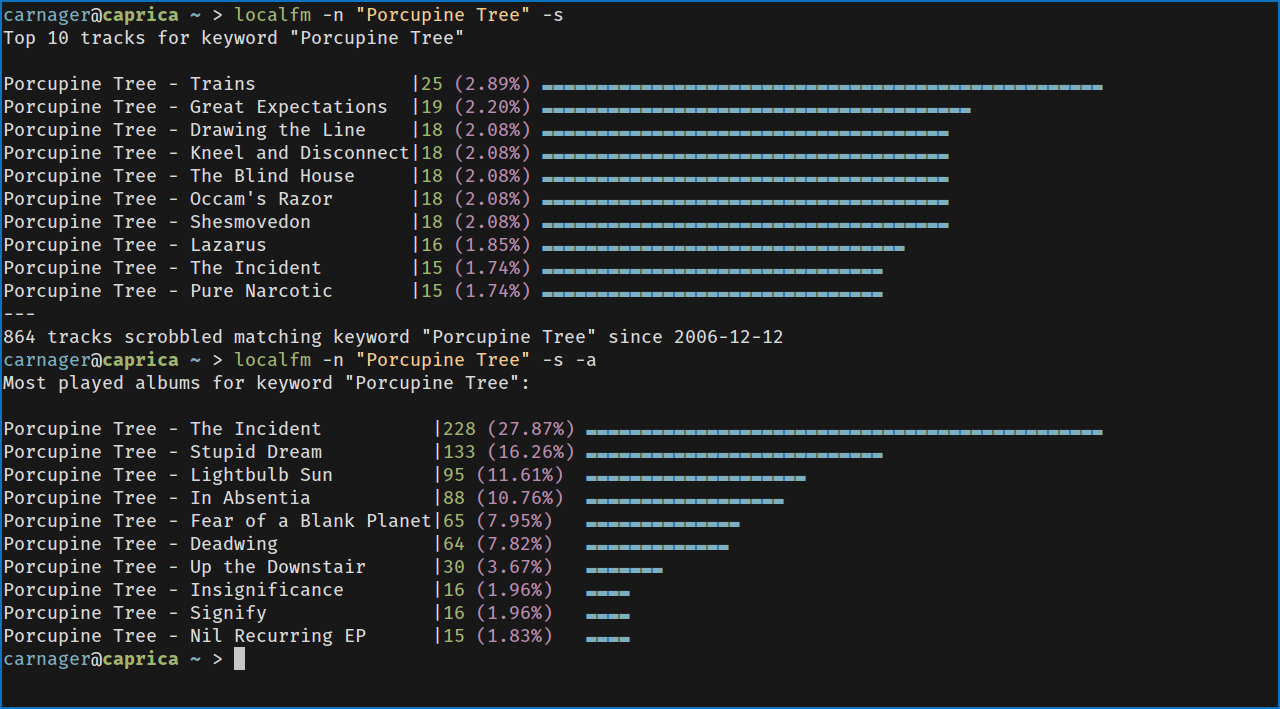 carnager@caprica ~ > localfm -n "Porcupine Tree" -s
Top 10 tracks for keyword "Porcupine Tree"
Porcupine Tree - Trains |25 (2.89%)
Porcupine Tree - Great Expectations |19 (2.20%)
Porcupine Tree - Drawing the Line |18 (2.08%)
Porcupine Tree - Kneel and Disconnect|18 (2.08%)
Porcupine Tree - The Blind House |18 (2.08%)
Porcupine Tree - Occam's Razor |18 (2.08%)
Porcupine Tree - Shesmovedon |18 (2.08%)
Porcupine Tree - Lazarus |16 (1.85%)
Porcupine Tree - The Incident |15 (1.74%)
Porcupine Tree - Pure Narcotic |15 (1.74%)
---
864 tracks scrobbled matching keyword "Porcupine Tree" since 2006-12-12
carnager@caprica ~ > localfm -n "Porcupine Tree" -s -a
Most played albums for keyword "Porcupine Tree":
Porcupine Tree - The Incident |228 (27.87%)
Porcupine Tree - Stupid Dream |133 (16.26%)
Porcupine Tree - Lightbulb Sun |95 (11.61%)
Porcupine Tree - In Absentia |88 (10.76%)
Porcupine Tree - Fear of a Blank Planet|65 (7.95%)
Porcupine Tree - Deadwing |64 (7.82%)
Porcupine Tree - Up the Downstair |30 (3.67%)
Porcupine Tree - Insignificance |16 (1.96%)
Porcupine Tree - Signify |16 (1.96%)
Porcupine Tree - Nil Recurring EP |15 (1.83%)
carnager@caprica ~ >